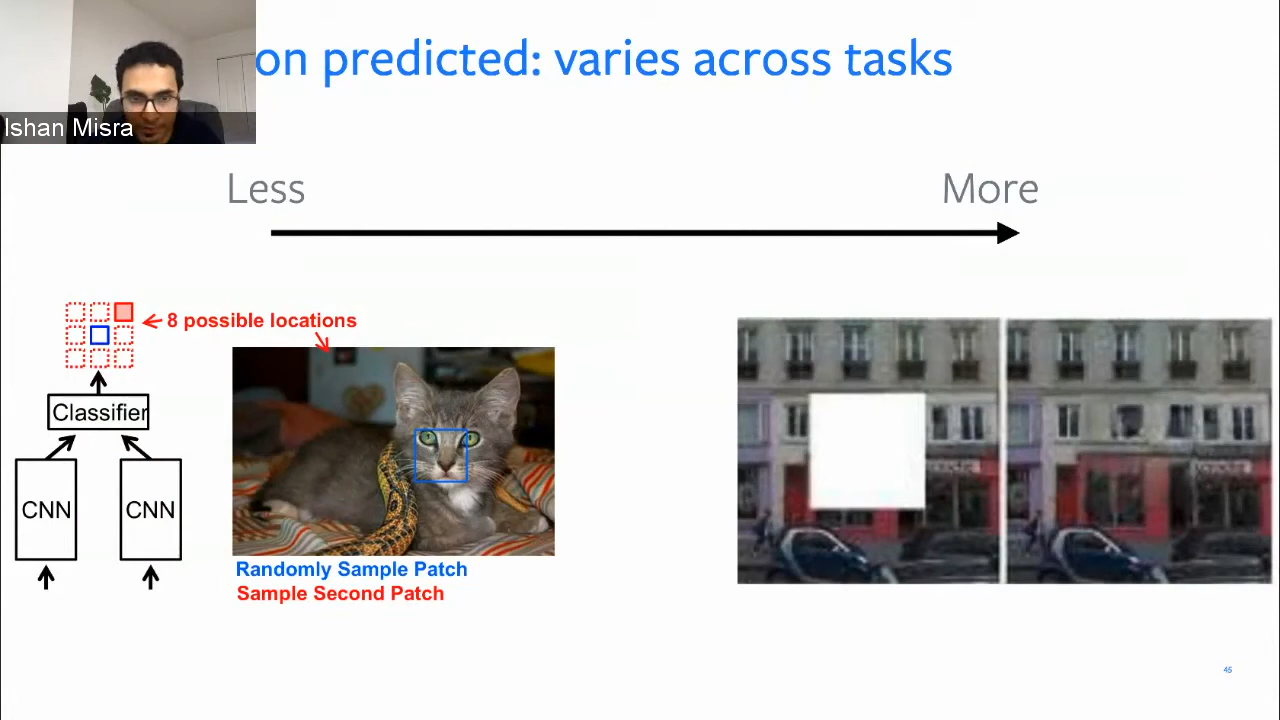 on predicted: varies across tasks
Ishan Misra
Less
More
8 possible locations
Classifier
CNN
CNN
Randomly Sample Patch
Sample Second Patch
45